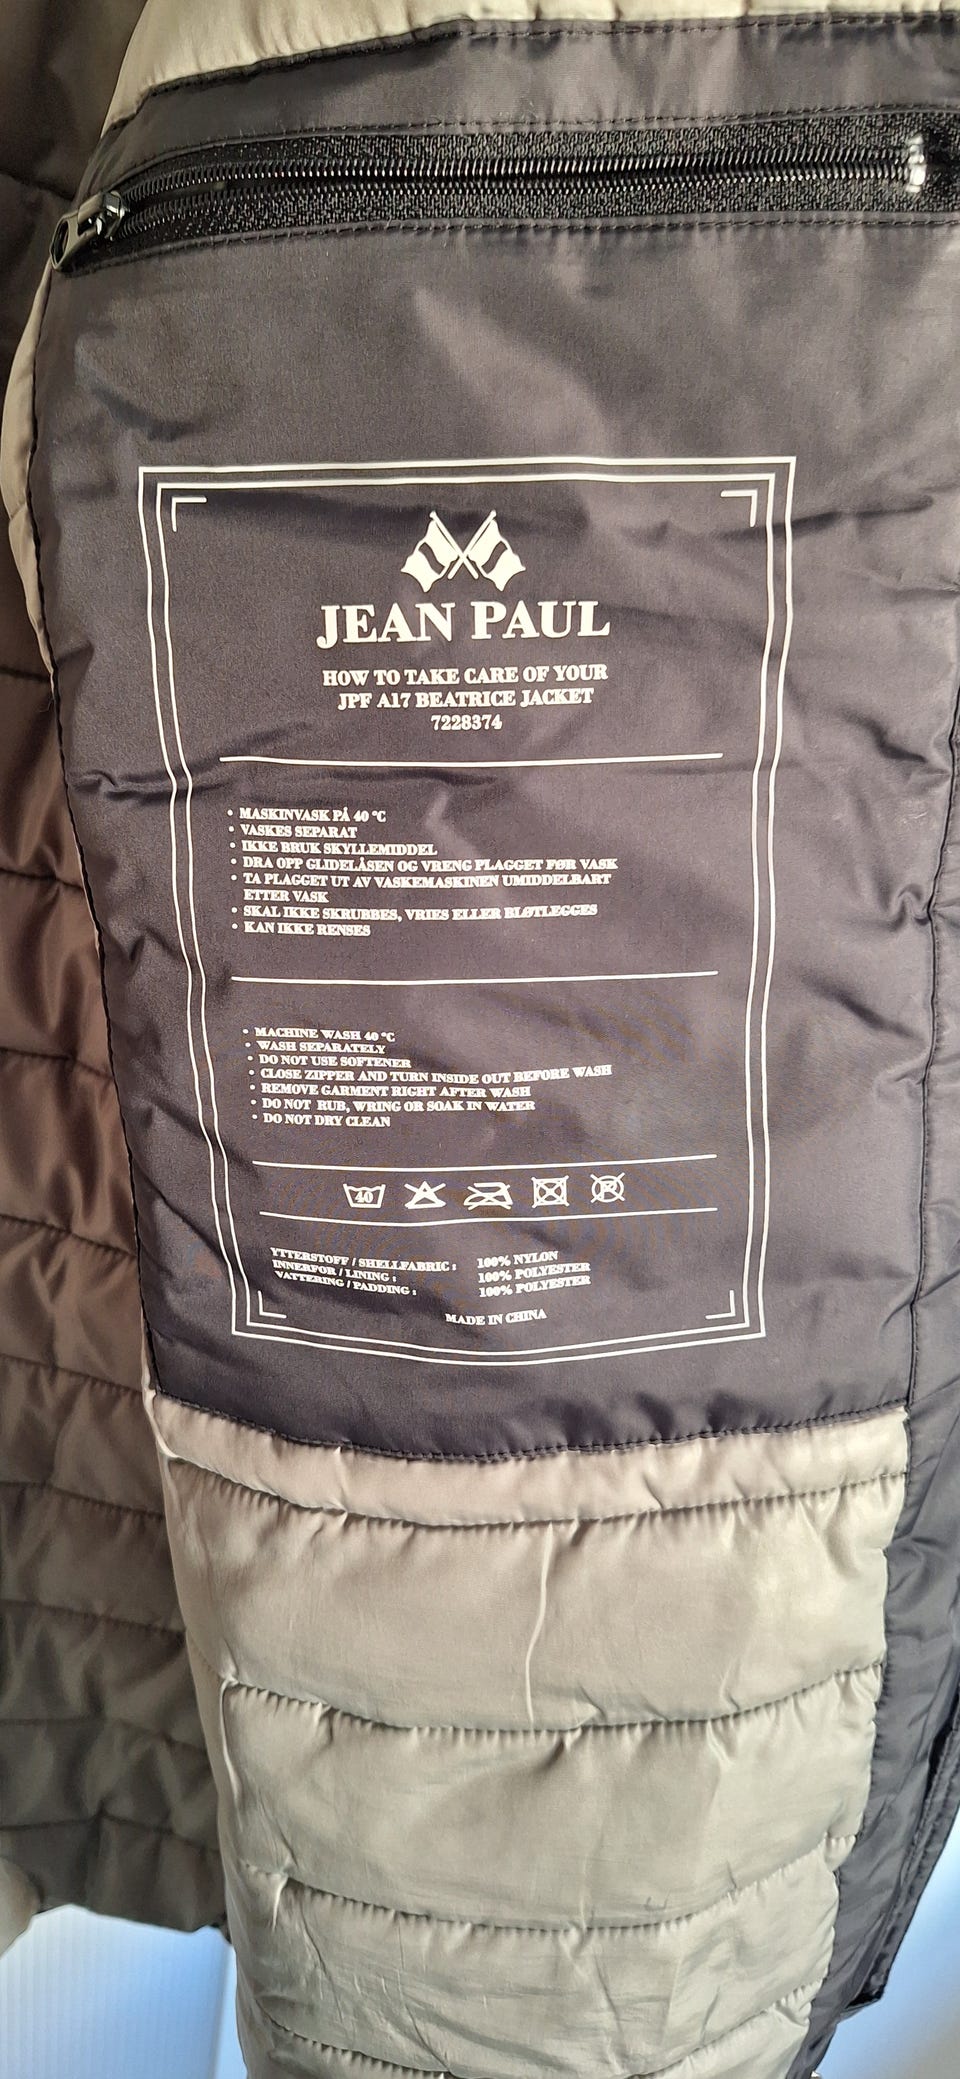 JEAN PAUL
HOW TO TAKE CARE OF YOUR
JPF A17 BEATRICE JACKET
7228374
• MASKINVASK PÅ 40 °C
• VASKES SEPARAT
• IKKE BRUK SKYLLEMIDDEL
• DRA OPP GLIDELÅSEN OG VRENG PLAGGET FØR VASK
• TA PLAGGET UT AV VASKEMASKINEN UMIDDELBART
ETTER VASK
• SKAL IKKE SKRUBBES, VRIES ELLER BLØTLEGGES
• KAN IKKE RENSES
• MACHINE WASH 40 °C
• WASH SEPARATELY
• DO NOT USE SOFTENER
• CLOSE ZIPPER AND TURN INSIDE OUT BEFORE WASH
• REMOVE GARMENT RIGHT AFTER WASH
• DO NOT RUB, WRING OR SOAK IN WATER
• DO NOT DRY CLEAN
40 P
YTTERSTOFF / SHELLFABRIC : 100% NYLON
INNERFOR / LINING : 100% POLYESTER
VATTERING / PADDING : 100% POLYESTER
MADE IN CHINA